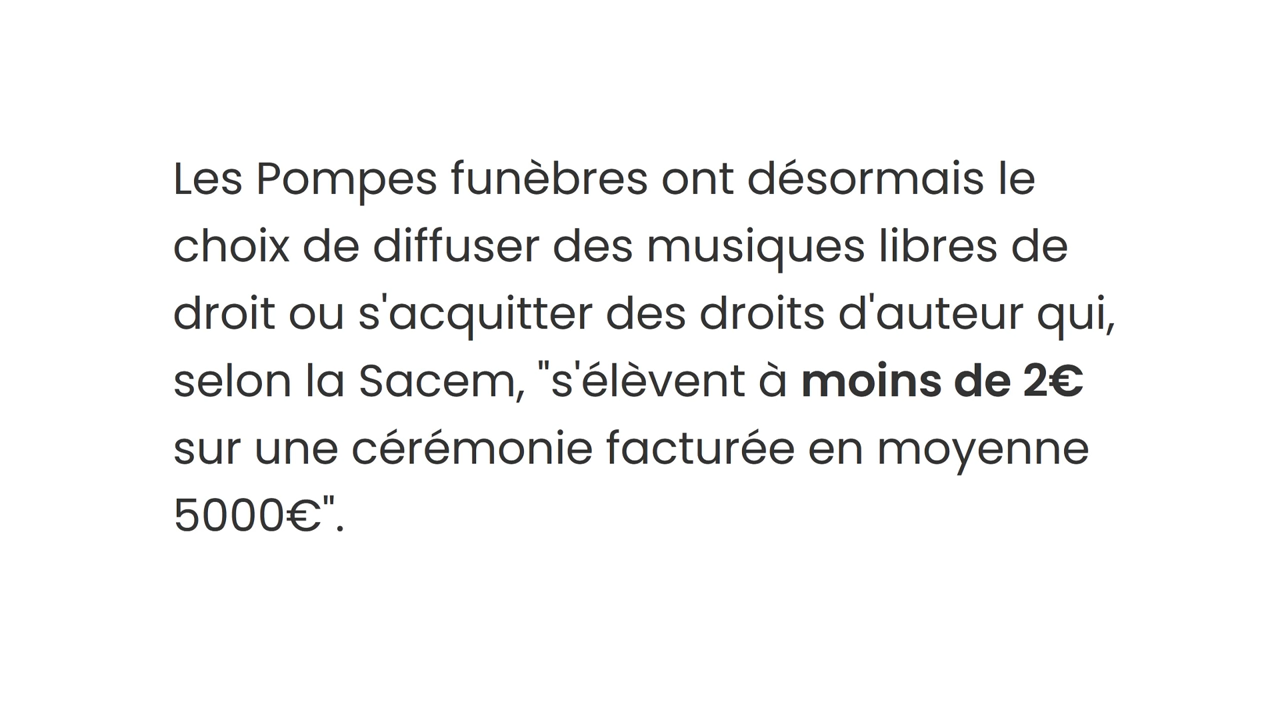 Les Pompes funèbres ont désormais le
choix de diffuser des musiques libres de
droit ou s'acquitter des droits d'auteur qui,
selon la Sacem, "s'élèvent à moins de 2€
sur une cérémonie facturée en moyenne
5000€".